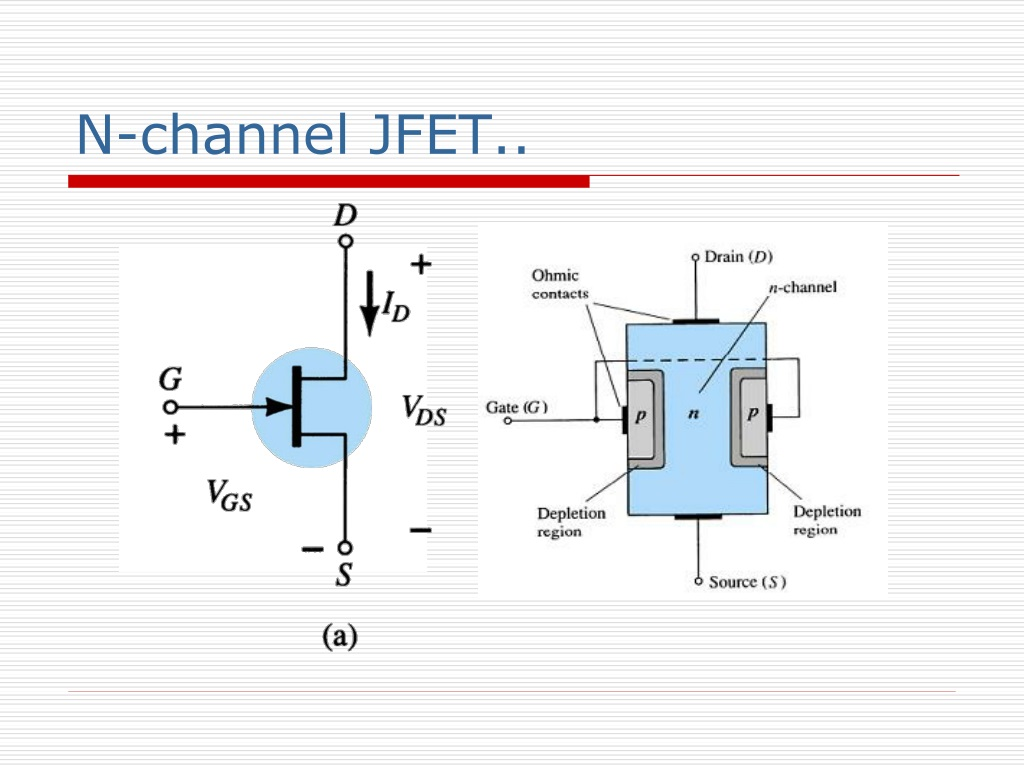 N-channel JFET..
D
+
I_D
G
+
V_DS
V_GS
–
–
S
(a)
Drain (D)
Ohmic
contacts
n-channel
Gate (G)
p
n
p
Depletion
region
Depletion
region
Source (S)